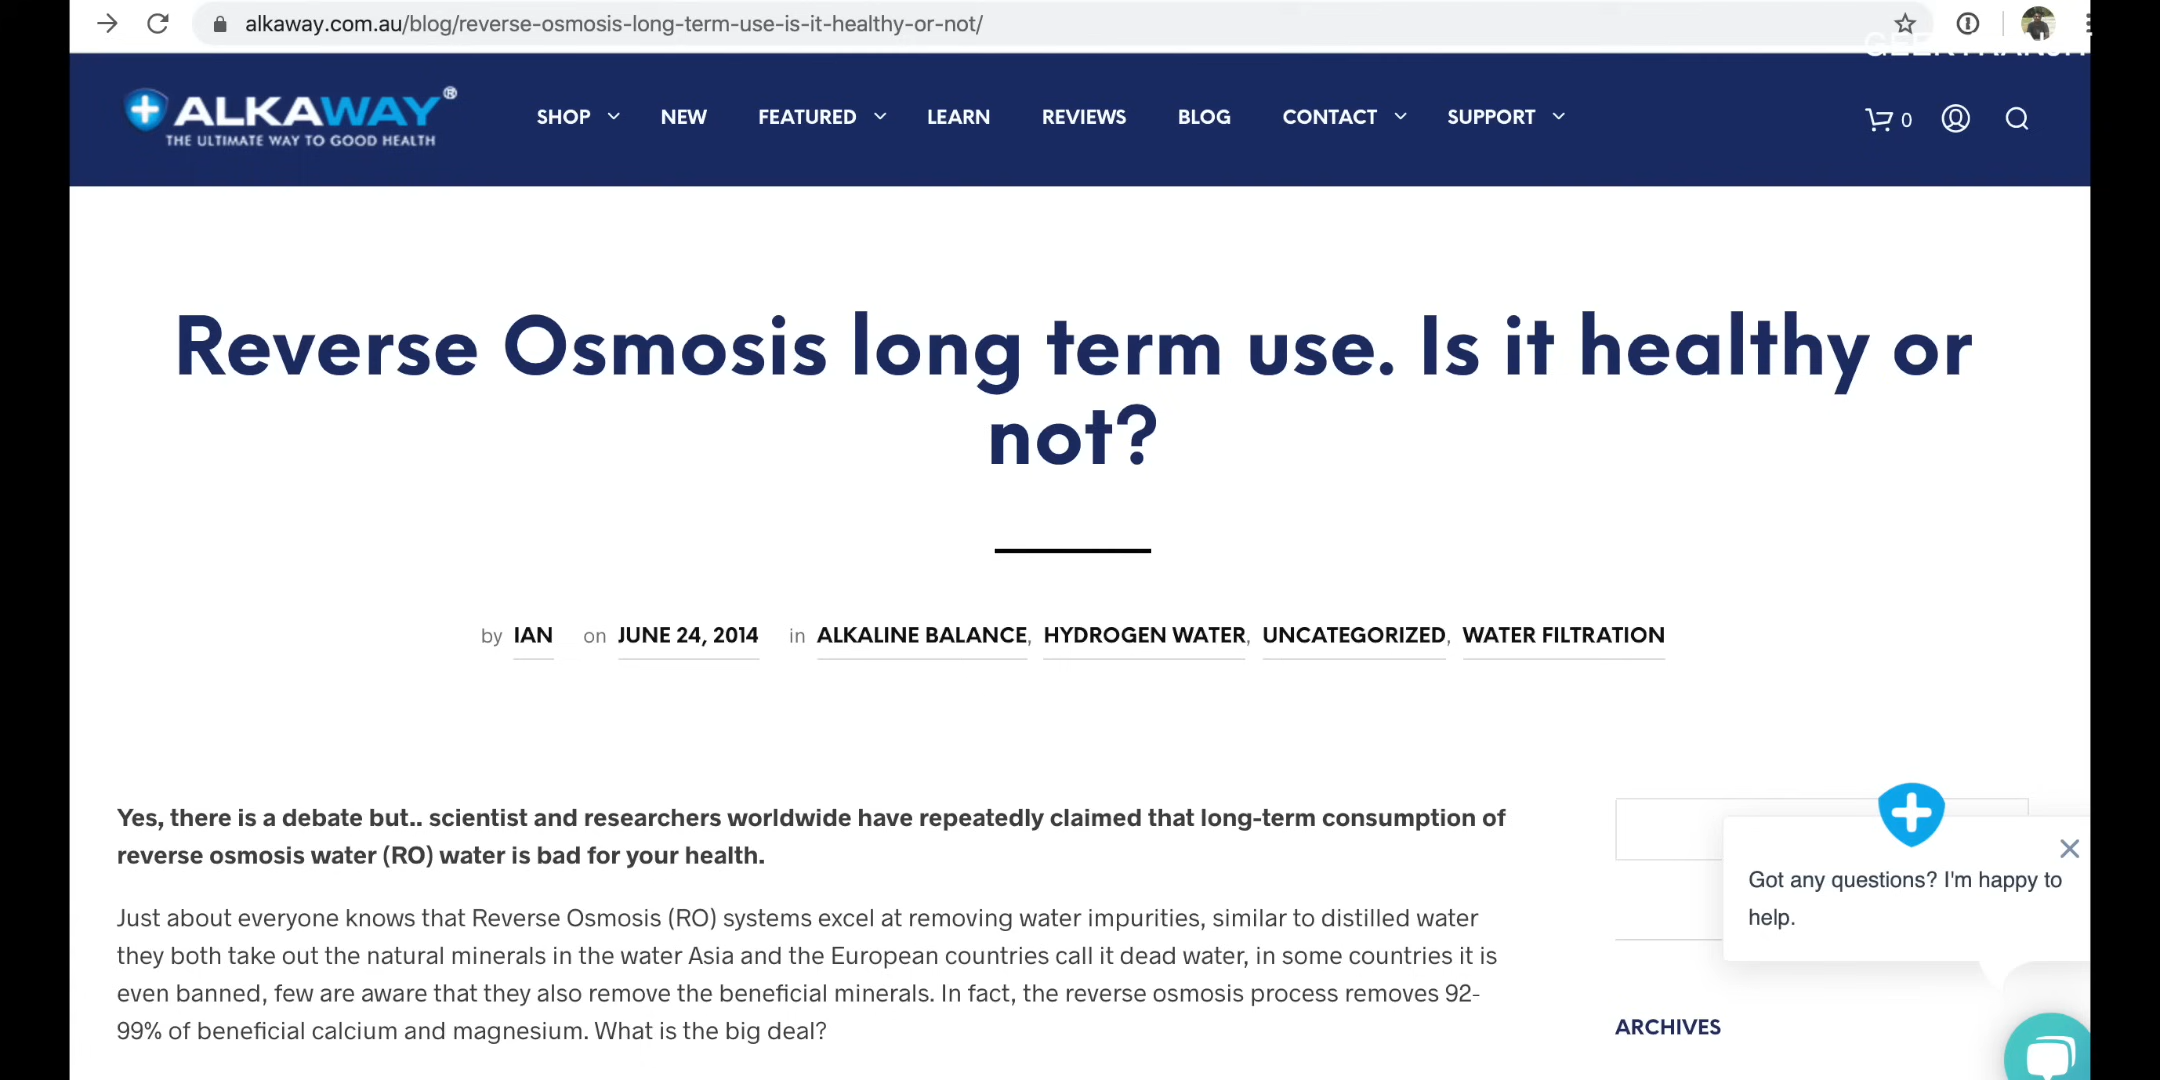 alkaway.com.au/blog/reverse-osmosis-long-term-use-is-it-healthy-or-not/
ALKAWAY®
THE ULTIMATE WAY TO GOOD HEALTH
SHOP NEW FEATURED LEARN REVIEWS BLOG CONTACT SUPPORT 0
Reverse Osmosis long term use. Is it healthy or
not?
by IAN on JUNE 24, 2014 in ALKALINE BALANCE, HYDROGEN WATER, UNCATEGORIZED, WATER FILTRATION
Yes, there is a debate but.. scientist and researchers worldwide have repeatedly claimed that long-term consumption of
reverse osmosis water (RO) water is bad for your health.
Just about everyone knows that Reverse Osmosis (RO) systems excel at removing water impurities, similar to distilled water
they both take out the natural minerals in the water Asia and the European countries call it dead water, in some countries it is
even banned, few are aware that they also remove the beneficial minerals. In fact, the reverse osmosis process removes 92-
99% of beneficial calcium and magnesium. What is the big deal?
Got any questions? I'm happy to
help.
ARCHIVES